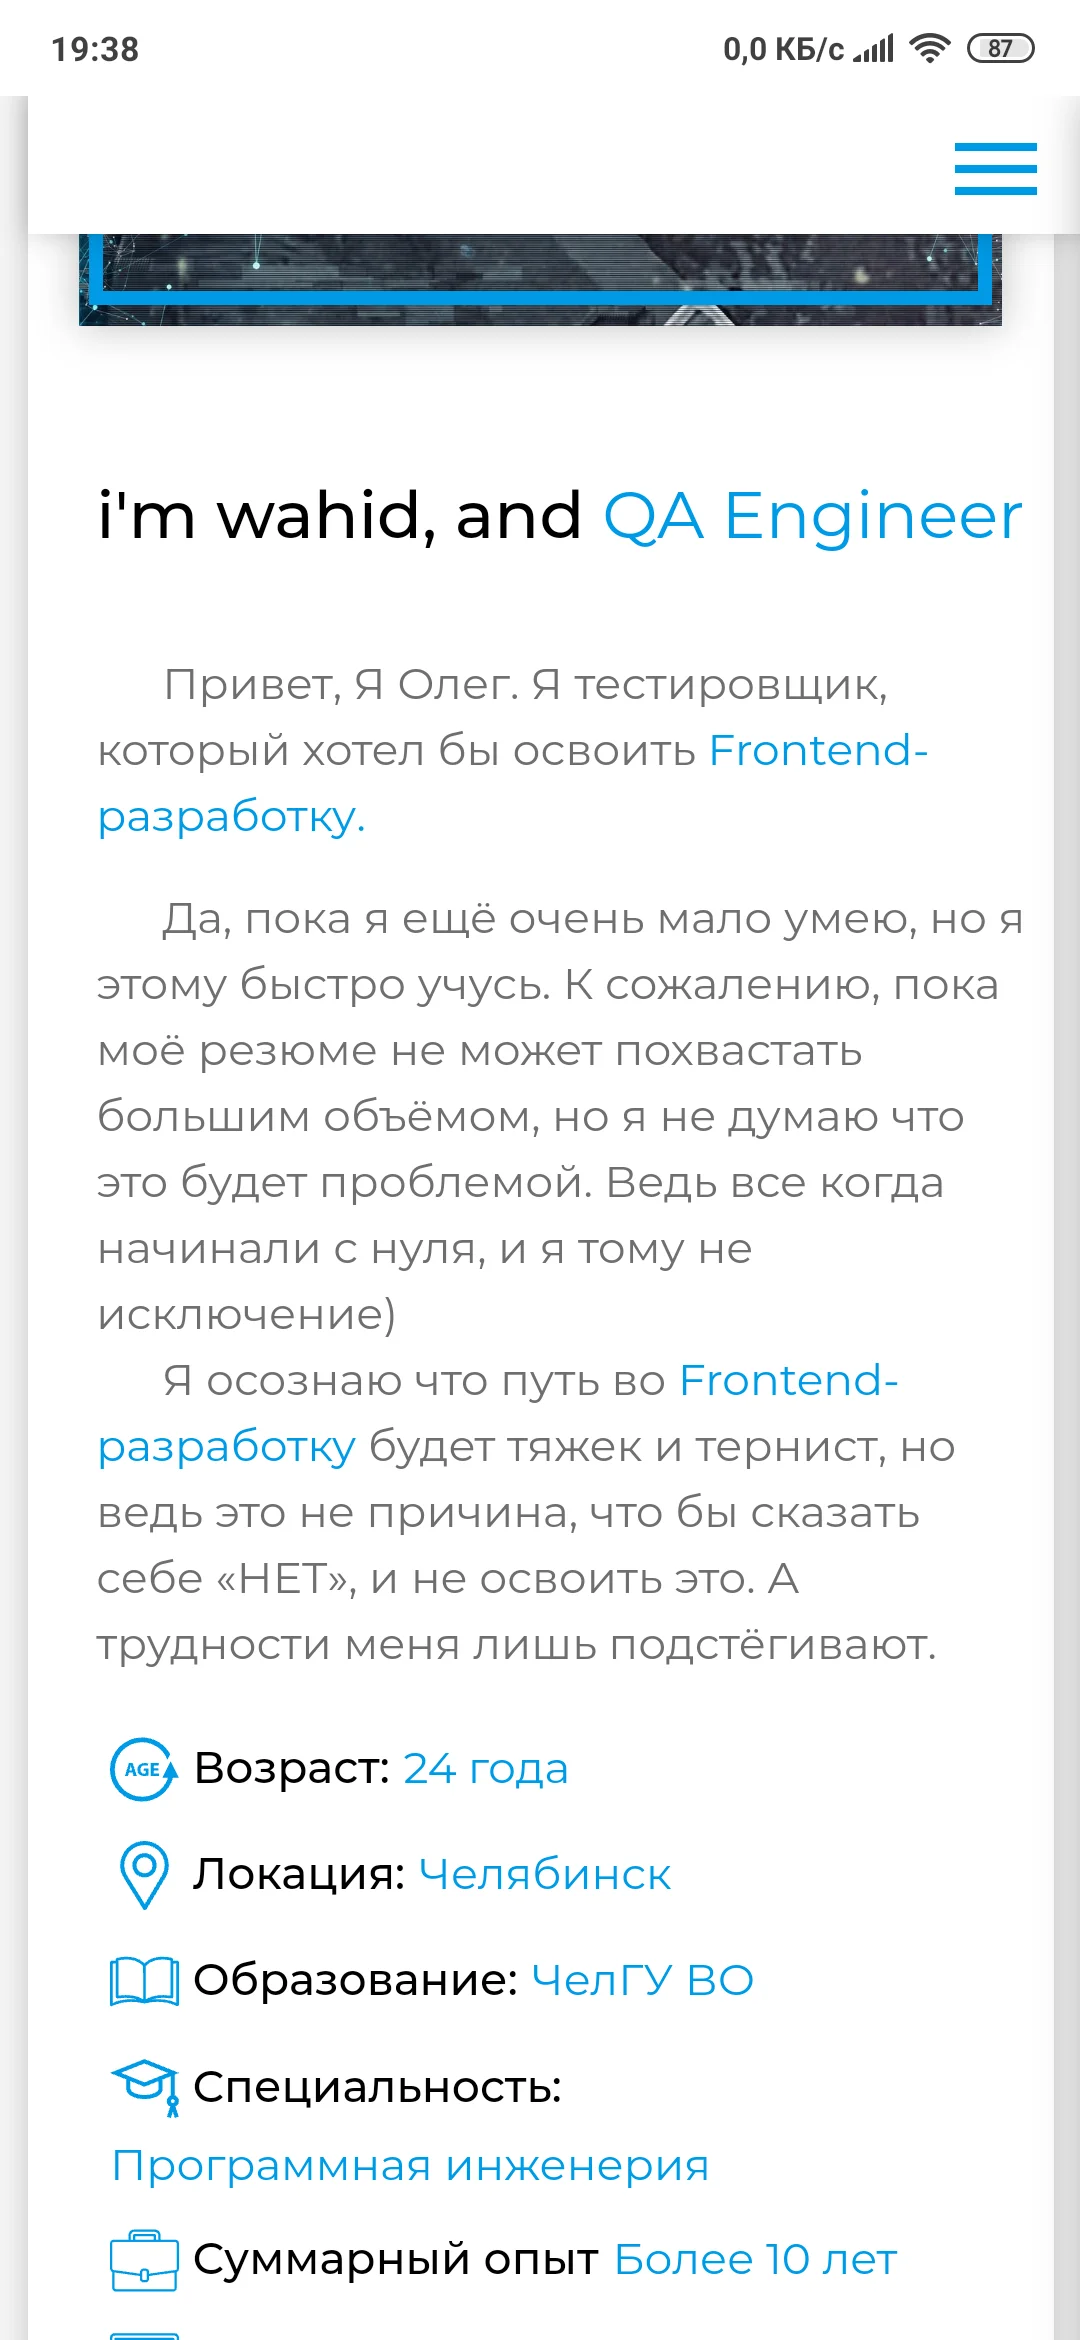 19:38
0,0 КБ/с
87
i'm wahid, and QA Engineer
Привет, Я Олег. Я тестировщик,
который хотел бы освоить Frontend-
разработку.
Да, пока я ещё очень мало умею, но я
этому быстро учусь. К сожалению, пока
моё резюме не может похвастать
большим объёмом, но я не думаю что
это будет проблемой. Ведь все когда
начинали с нуля, и я тому не
исключение)
Я осознаю что путь во Frontend-
разработку будет тяжек и тернист, но
ведь это не причина, что бы сказать
себе «НЕТ», и не освоить это. А
трудности меня лишь подстёгивают.
AGE Возраст: 24 года
Локация: Челябинск
Образование: ЧелГУ ВО
Специальность:
Программная инженерия
Суммарный опыт Более 10 лет